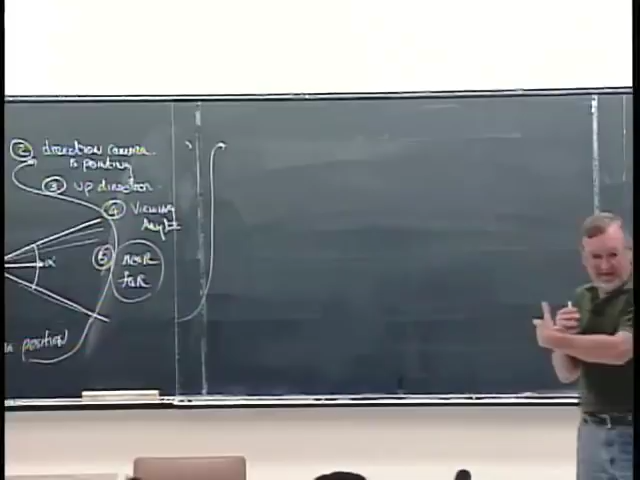 ② direction camera
is pointing
③ up direction
④ Viewing
Angle
α
⑤ near
far
position